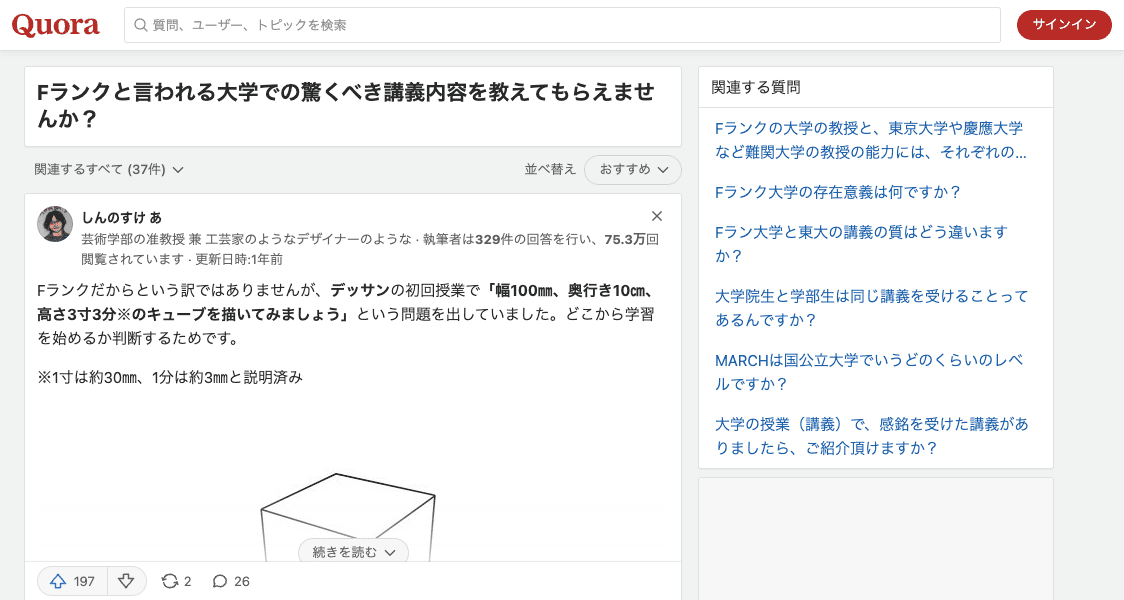 Quora
質問、ユーザー、トピックを検索
サインイン
Fランクと言われる大学での驚くべき講義内容を教えてもらえませ
んか？
関連するすべて (37件)
並べ替え
おすすめ
しんのすけ あ
芸術学部の准教授 兼 工芸家のようなデザイナーのような · 執筆者は329件の回答を行い、75.3万回
閲覧されています · 更新日時:1年前
Fランクだからという訳ではありませんが、デッサンの初回授業で「幅100㎜、奥行き10㎝、
高さ3寸3分※のキューブを描いてみましょう」という問題を出していました。どこから学習
を始めるか判断するためです。
※1寸は約30㎜、1分は約3㎜と説明済み
続きを読む
197
2
26
関連する質問
Fランクの大学の教授と、東京大学や慶應大学
など難関大学の教授の能力には、それぞれの...
Fランク大学の存在意義は何ですか？
Fラン大学と東大の講義の質はどう違います
か？
大学院生と学部生は同じ講義を受けることって
あるんですか？
MARCHは国公立大学でいうどのくらいのレベ
ルですか？
大学の授業（講義）で、感銘を受けた講義があ
りましたら、ご紹介頂けますか？